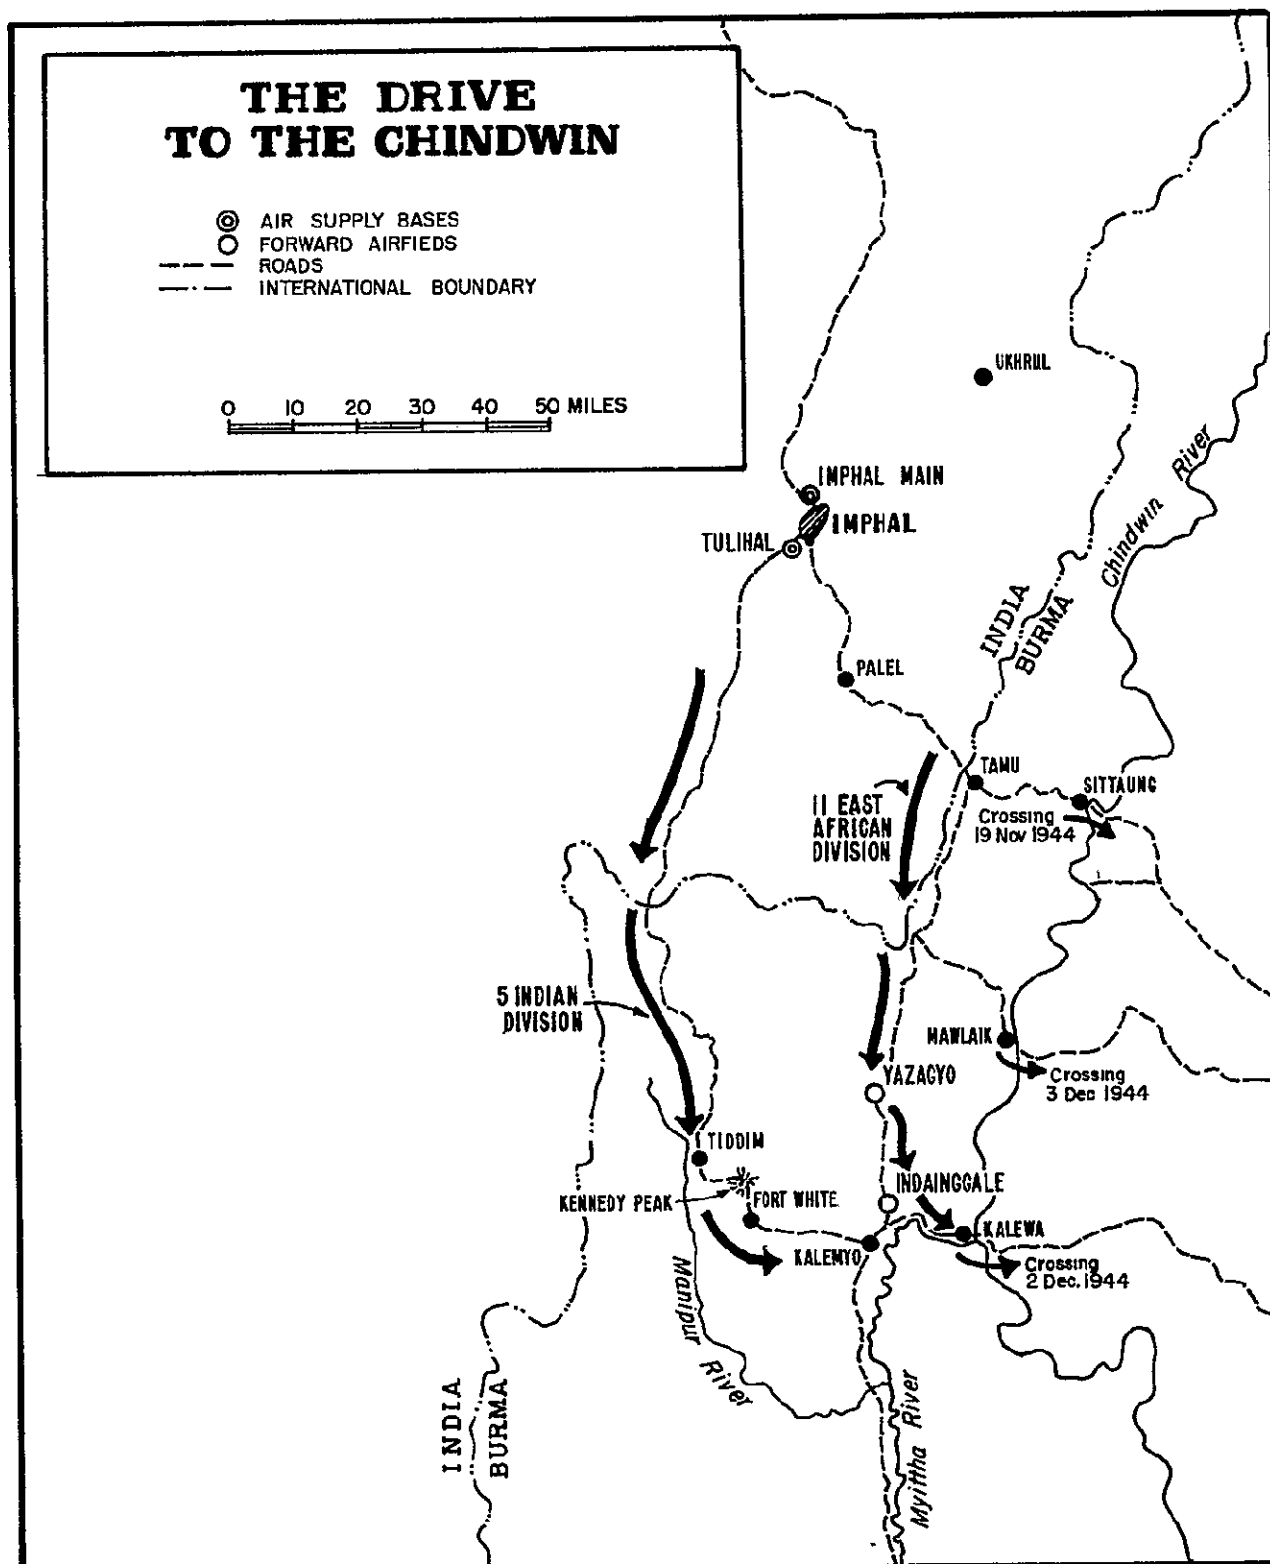 THE DRIVE
TO THE CHINDWIN
AIR SUPPLY BASES
FORWARD AIRFIEDS
ROADS
INTERNATIONAL BOUNDARY
0 10 20 30 40 50 MILES
UKHRUL
Chindwin River
IMPHAL MAIN
IMPHAL
TULIHAL
INDIA
BURMA
PALEL
TAMU
SITTAUNG
11 EAST
AFRICAN
DIVISION
Crossing
19 Nov 1944
5 INDIAN
DIVISION
MAWLAIK
Crossing
3 Dec 1944
YAZAGYO
TIDDIM
INDAINGGALE
KENNEDY PEAK
FORT WHITE
KALEWA
KALEMYO
Crossing
2 Dec. 1944
Manipur River
Myittha River
INDIA
BURMA